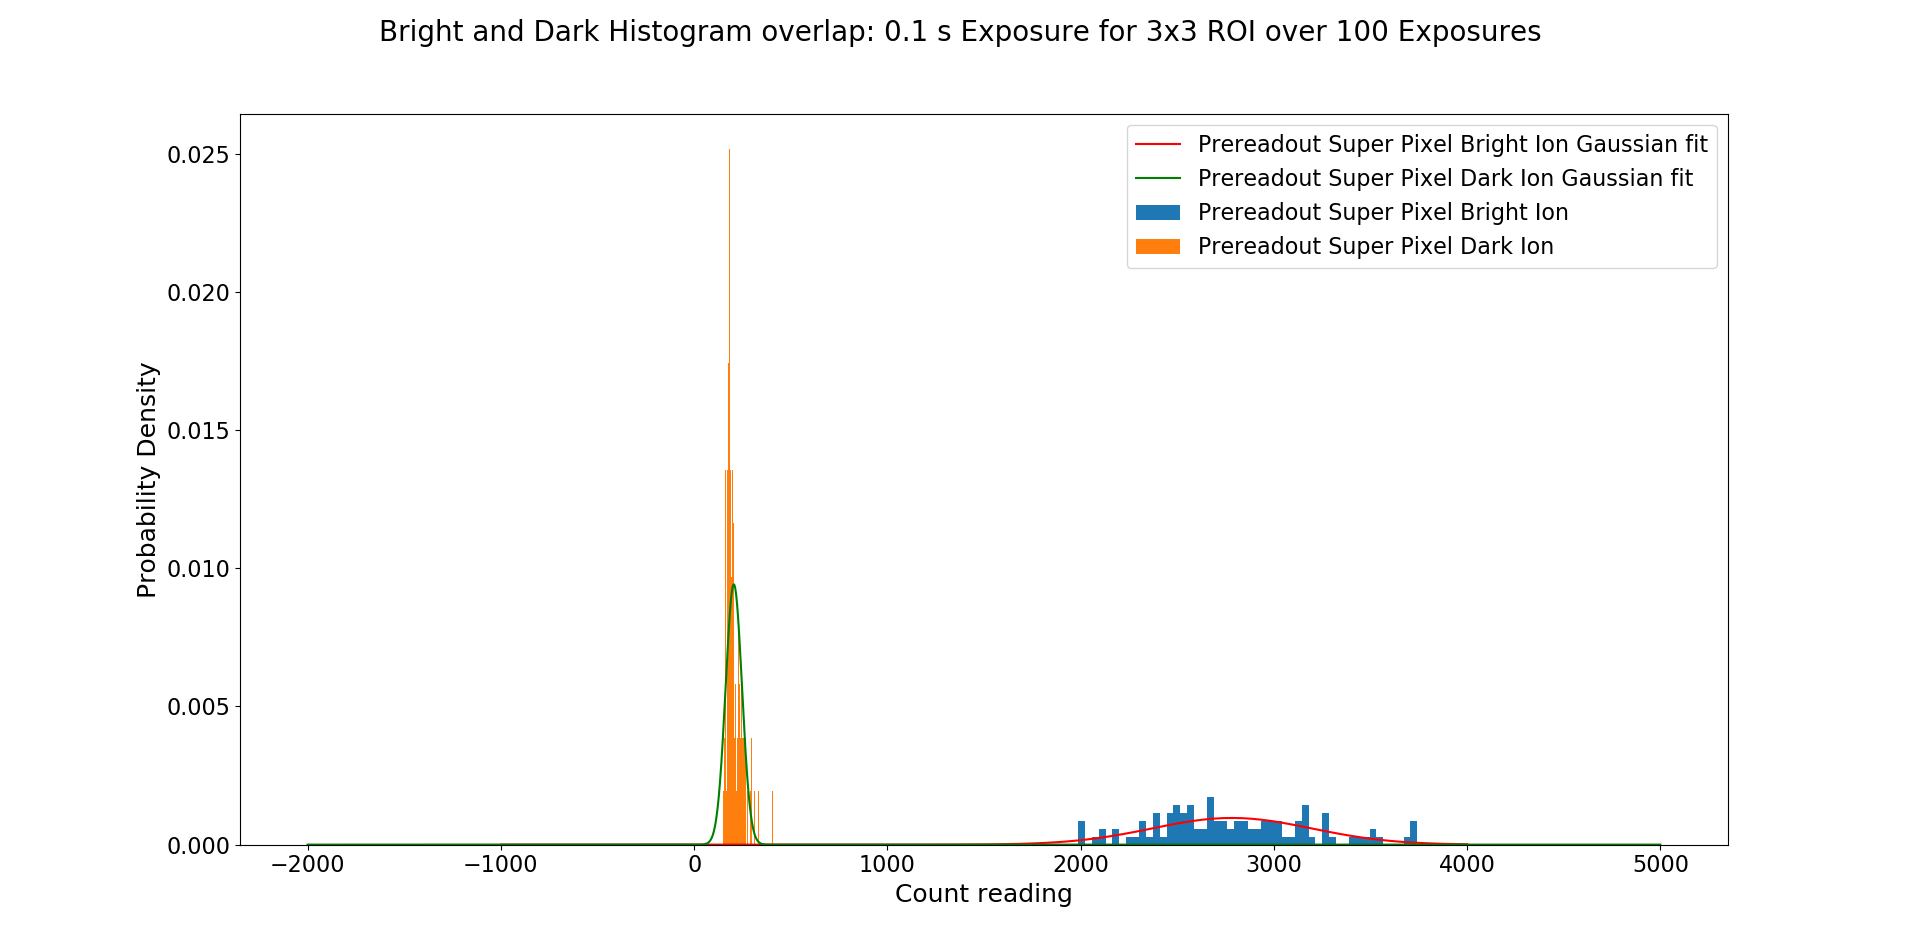 Bright and Dark Histogram overlap: 0.1 s Exposure for 3x3 ROI over 100 Exposures
Prereadout Super Pixel Bright Ion Gaussian fit
Prereadout Super Pixel Dark Ion Gaussian fit
Prereadout Super Pixel Bright Ion
Prereadout Super Pixel Dark Ion
Probability Density
0.025
0.020
0.015
0.010
0.005
0.000
−2000 −1000 0 1000 2000 3000 4000 5000
Count reading